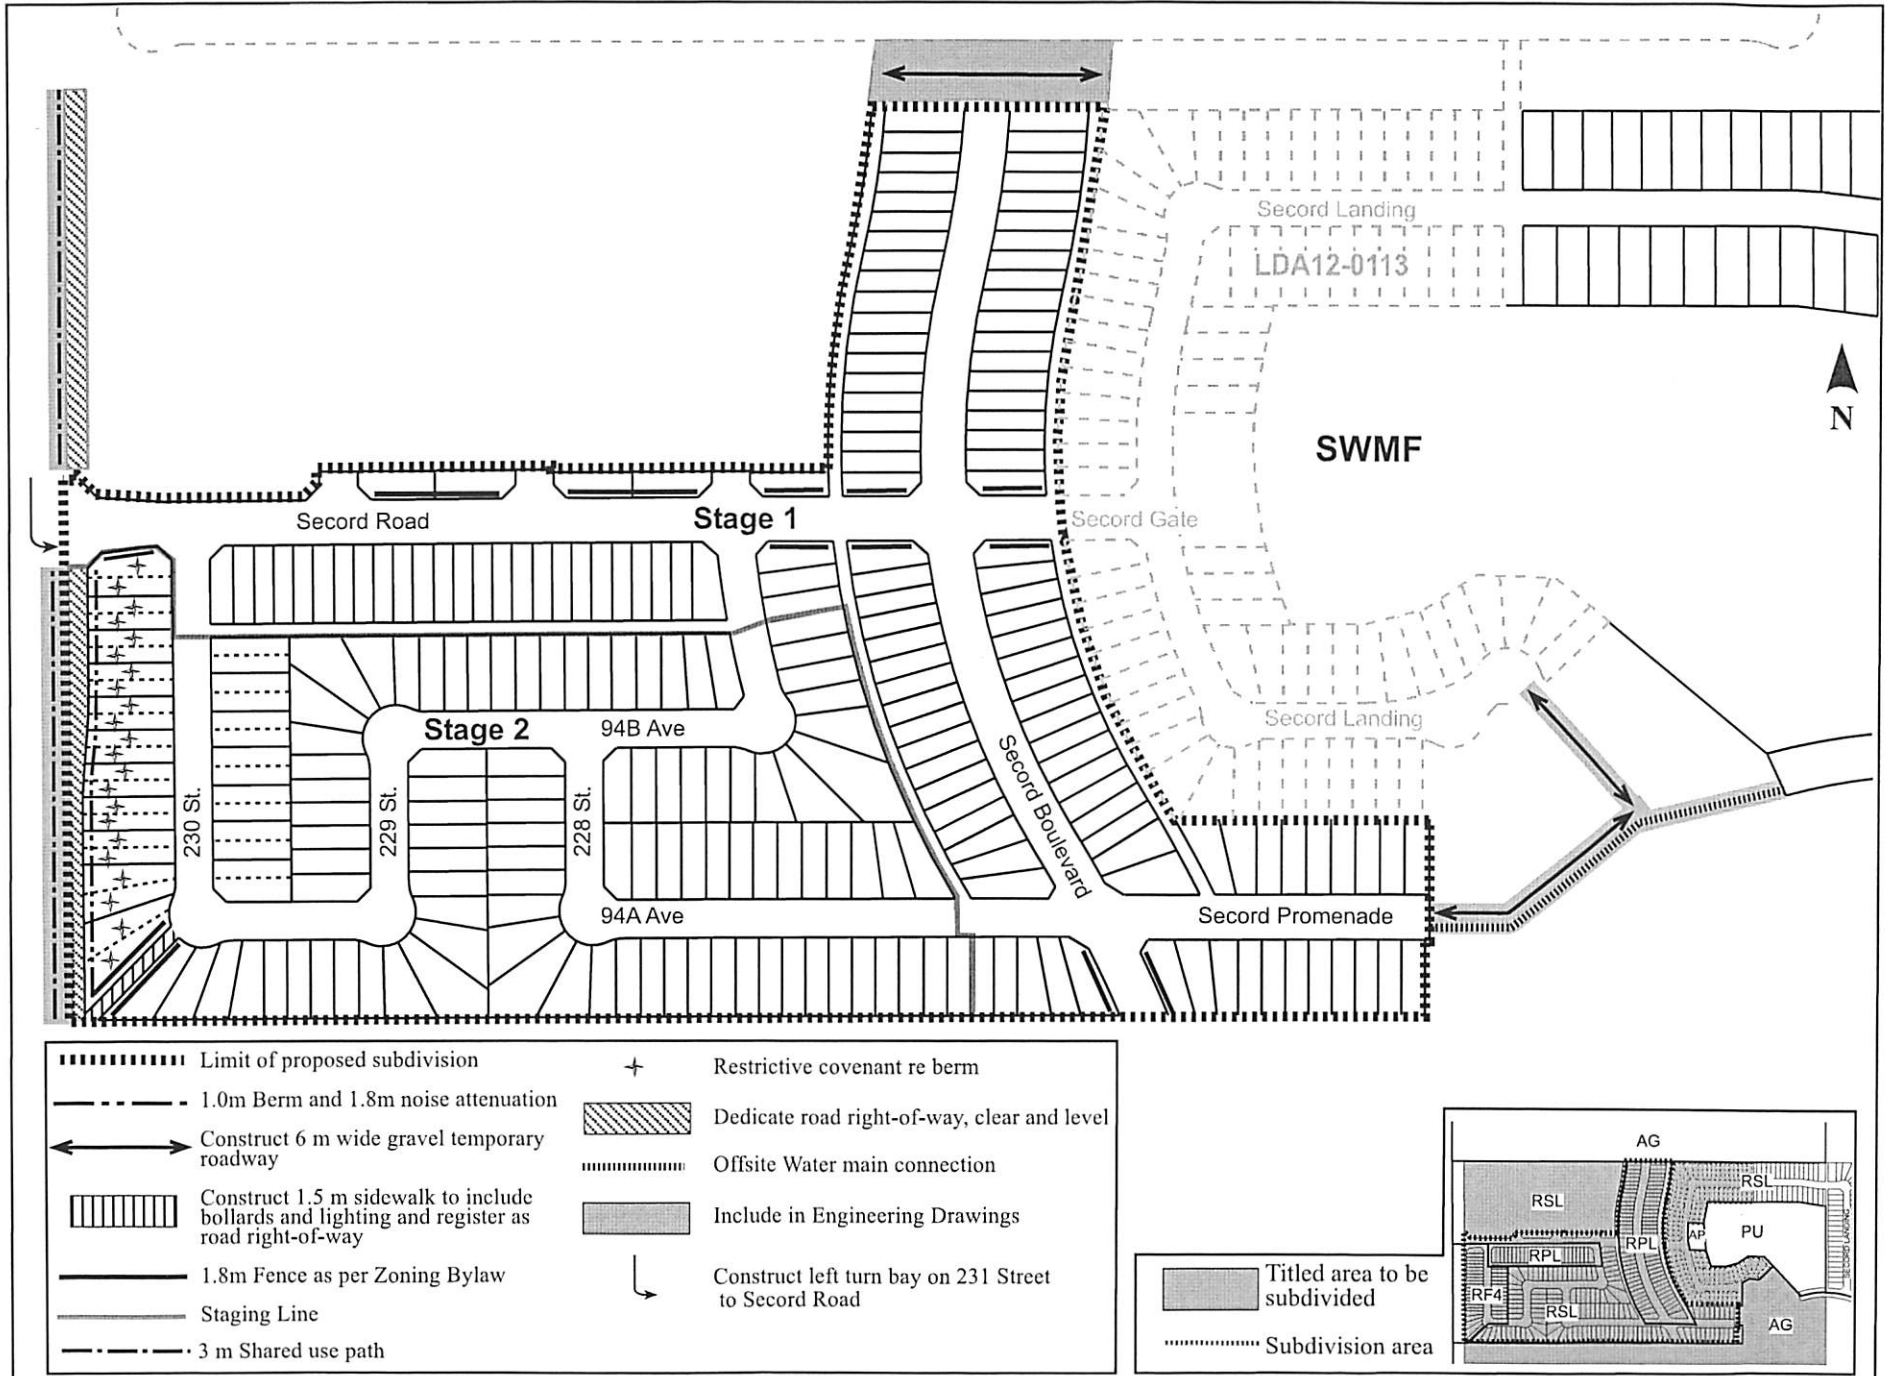 Secord Landing
LDA12-0113
N
SWMF
Secord Road
Stage 1
Secord Gate
Stage 2
94B Ave
Secord Landing
Secord Boulevard
230 St.
229 St.
228 St.
94A Ave
Secord Promenade
Limit of proposed subdivision
1.0m Berm and 1.8m noise attenuation
Construct 6 m wide gravel temporary
roadway
Construct 1.5 m sidewalk to include
bollards and lighting and register as
road right-of-way
1.8m Fence as per Zoning Bylaw
Staging Line
3 m Shared use path
Restrictive covenant re berm
Dedicate road right-of-way, clear and level
Offsite Water main connection
Include in Engineering Drawings
Construct left turn bay on 231 Street
to Secord Road
Titled area to be
subdivided
Subdivision area
AG
RSL
RSL
PU
AP
RPL
RPL
RF4
RSL
AG
SECORD LANDING